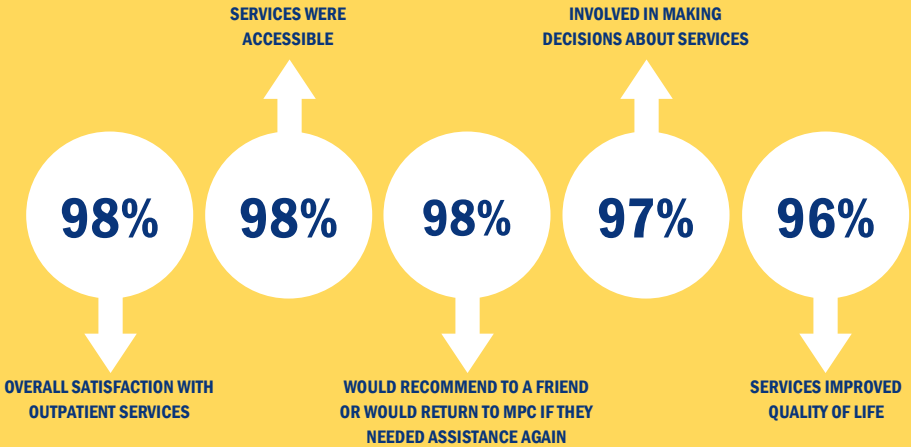 SERVICES WERE
ACCESSIBLE
INVOLVED IN MAKING
DECISIONS ABOUT SERVICES
98%
98%
98%
97%
96%
OVERALL SATISFACTION WITH
OUTPATIENT SERVICES
WOULD RECOMMEND TO A FRIEND
OR WOULD RETURN TO MPC IF THEY
NEEDED ASSISTANCE AGAIN
SERVICES IMPROVED
QUALITY OF LIFE